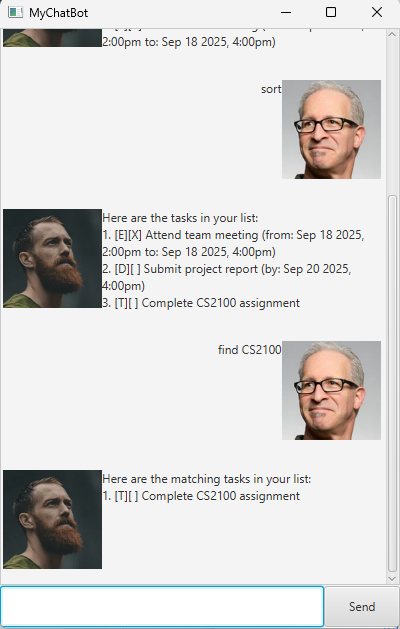 MyChatBot
2:00pm to: Sep 18 2025, 4:00pm)
sort
Here are the tasks in your list:
1. [E][X] Attend team meeting (from: Sep 18 2025,
2:00pm to: Sep 18 2025, 4:00pm)
2. [D][ ] Submit project report (by: Sep 20 2025,
4:00pm)
3. [T][ ] Complete CS2100 assignment
find CS2100
Here are the matching tasks in your list:
1. [T][ ] Complete CS2100 assignment
Send